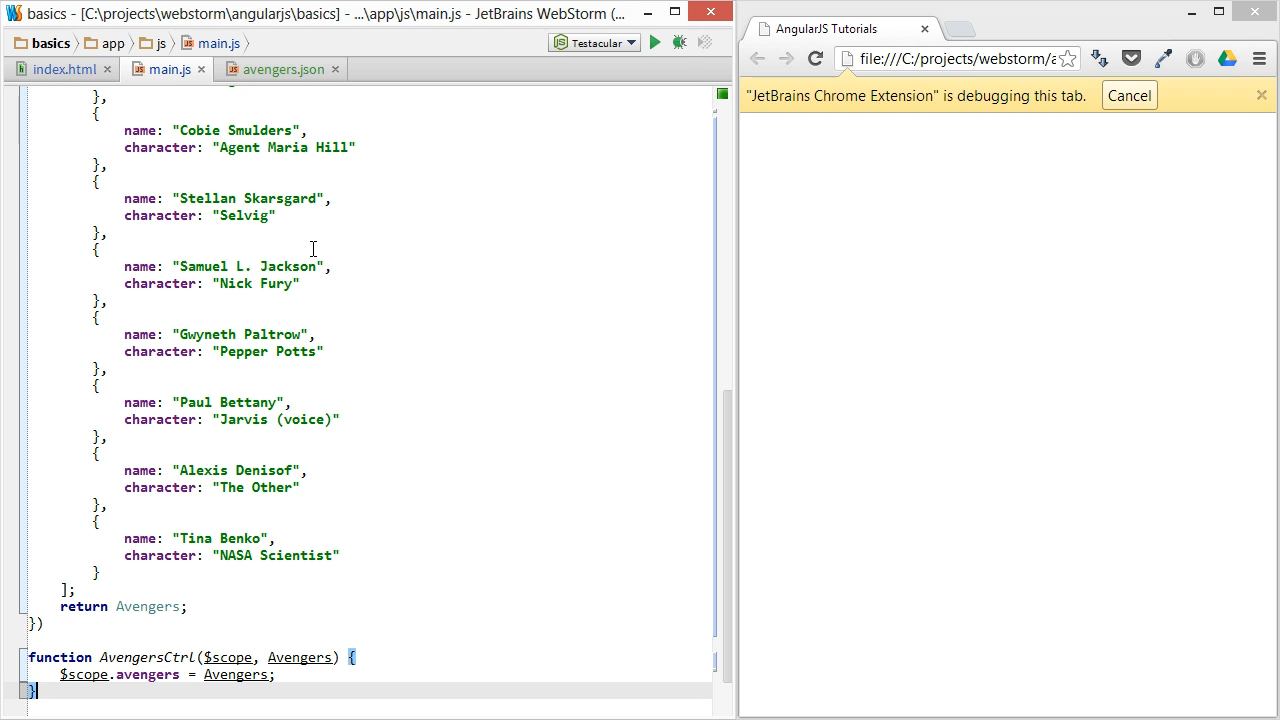 basics - [C:\projects\webstorm\angularjs\basics] - ...\app\js\main.js - JetBrains WebStorm (...
basics app js main.js
Testacular
index.html main.js avengers.json
},
{
name: "Cobie Smulders",
character: "Agent Maria Hill"
},
{
name: "Stellan Skarsgard",
character: "Selvig"
},
{
name: "Samuel L. Jackson",
character: "Nick Fury"
},
{
name: "Gwyneth Paltrow",
character: "Pepper Potts"
},
{
name: "Paul Bettany",
character: "Jarvis (voice)"
},
{
name: "Alexis Denisof",
character: "The Other"
},
{
name: "Tina Benko",
character: "NASA Scientist"
}
];
return Avengers;
})
function AvengersCtrl($scope, Avengers) {
$scope.avengers = Avengers;
}
AngularJS Tutorials
file:///C:/projects/webstorm/a
"JetBrains Chrome Extension" is debugging this tab. Cancel